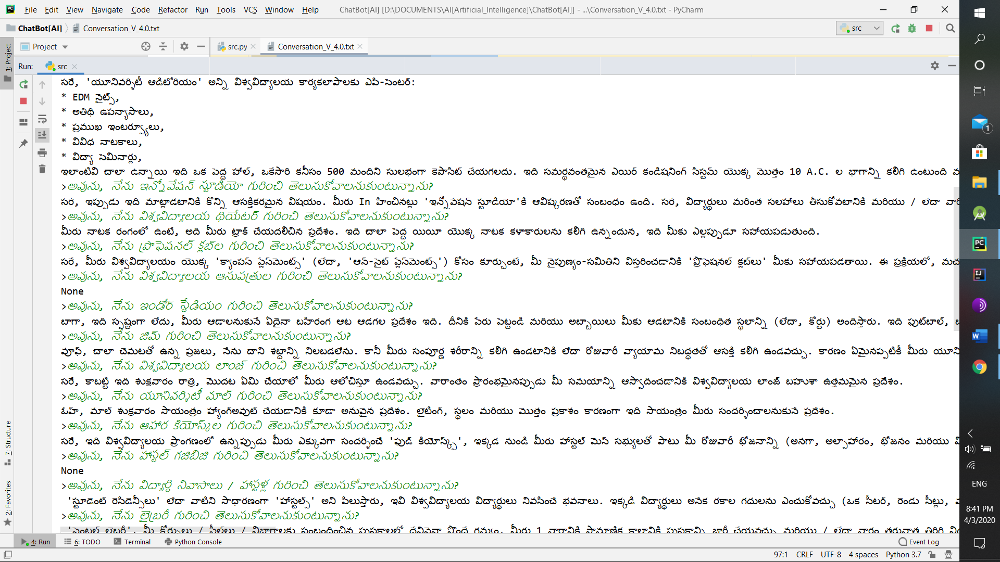 File Edit View Navigate Code Refactor Run Tools VCS Window Help ChatBot[AI] [D:\DOCUMENTS\AI[Artificial_Intelligence]\ChatBot[AI]] - ...\Conversation_V_4.0.txt - PyCharm
ChatBot[AI] Conversation_V_4.0.txt src
Project src.py Conversation_V_4.0.txt
1: Project
Run: src
సరే, 'యూనివర్శిటీ ఆడిటోరియం' అన్ని విశ్వవిద్యాలయ కార్యకలాపాలకు ఎపి-సెంటర్:
* EDM నైట్స్,
* అతిథి ఉపన్యాసాలు,
* ప్రముఖ ఇంటర్వ్యూలు,
* వివిధ నాటకాలు,
* విద్యా సెమినార్లు,
ఇలాంటివి చాలా ఉన్నాయి ఇది ఒక పెద్ద హాల్, ఒకేసారి కనీసం 500 మందిని సులభంగా కెపాసిట్ చేయగలదు. ఇది సమర్థవంతమైన ఎయిర్ కండిషనింగ్ సిస్టమ్ యొక్క మొత్తం 10 A.C. ల భాగాన్ని కలిగి ఉంటుంది
>అవును, నేను ఇన్నోవేషన్ స్టూడియో గురించి తెలుసుకోవాలనుకుంటున్నాను?
సరే, ఇప్పుడు ఇది మాట్లాడటానికి కొన్ని ఆసక్తికరమైన విషయం. మీరు In హించినట్లు 'ఇన్నోవేషన్ స్టూడియో'కి ఆవిష్కరణతో సంబంధం ఉంది. సరే, విద్యార్థులు మరింత సలహాలు తీసుకోవటానికి మరియు / లేదా
>అవును, నేను విశ్వవిద్యాలయ థియేటర్ గురించి తెలుసుకోవాలనుకుంటున్నాను?
మీరు నాటక రంగంలో ఉంటే, అది మీరు ట్రాక్ చేయదలిచిన ప్రదేశం. ఇది చాలా పెద్ద యియీ యొక్క నాటక కళాకారులను కలిగి ఉన్నందున, ఇది మీకు ఎల్లప్పుడూ సహాయపడుతుంది.
>అవును, నేను ప్రొఫెషనల్ క్లబ్‌ల గురించి తెలుసుకోవాలనుకుంటున్నాను?
సరే, మీరు విశ్వవిద్యాలయం యొక్క 'క్యాంపస్ ప్లేస్‌మెంట్స్' (లేదా, 'ఆన్-సైట్ ప్లేస్‌మెంట్స్') కోసం కూర్చుంటే, మీ నైపుణ్యం-సమితిని విస్తరించడానికి 'ప్రొఫెషనల్ క్లబ్‌లు' మీకు సహాయపడతాయి. ఈ ప్రక్రియలో,
>అవును, నేను విశ్వవిద్యాలయ ఆసుపత్రుల గురించి తెలుసుకోవాలనుకుంటున్నాను?
None
>అవును, నేను ఇండోర్ స్టేడియం గురించి తెలుసుకోవాలనుకుంటున్నాను?
బాగా, ఇది స్పష్టంగా లేదు, మీరు ఆడాలనుకునే ఏదైనా బహిరంగ ఆట ఆడగల ప్రదేశం ఇది. దీనికి పేరు పెట్టండి మరియు అబ్బాయిలు మీకు ఆడటానికి సంబంధిత స్థలాన్ని (లేదా, కోర్టు) అందిస్తారు. ఇది ఫుట్‌బాల్,
>అవును, నేను జిమ్ గురించి తెలుసుకోవాలనుకుంటున్నాను?
వూఫ్, చాలా చెమటతో ఉన్న ప్రజలు, నేను దాని శబ్దాన్ని నిలబడలేను. కానీ మీరు సంపూర్ణ శరీరాన్ని కలిగి ఉండటానికి లేదా రోజువారీ వ్యాయామ నిబద్ధతతో ఆసక్తి కలిగి ఉండవచ్చు. కారణం ఏమైనప్పటికీ మీరు
>అవును, నేను విశ్వవిద్యాలయ లాంజ్ గురించి తెలుసుకోవాలనుకుంటున్నాను?
సరే, కాబట్టి ఇది శుక్రవారం రాత్రి, మొదట ఏమి చేయాలో మీరు ఆలోచిస్తూ ఉండవచ్చు. వారాంతం ప్రారంభమైనప్పుడు మీ సమయాన్ని ఆస్వాదించడానికి విశ్వవిద్యాలయ లాంజ్ బహుశా ఉత్తమమైన ప్రదేశం.
>అవును, నేను యూనివర్శిటీ మాల్ గురించి తెలుసుకోవాలనుకుంటున్నాను?
ఓహ్, మాల్ శుక్రవారం సాయంత్రం హ్యాంగ్అవుట్ చేయడానికి కూడా అనువైన ప్రదేశం. లైటింగ్, స్థలం మరియు మొత్తం ప్రకాశం కారణంగా ఇది సాయంత్రం మీరు సందర్శించాలనుకునే ప్రదేశం.
>అవును, నేను ఆహార కియోస్క్‌ల గురించి తెలుసుకోవాలనుకుంటున్నాను?
సరే, ఇది విశ్వవిద్యాలయ ప్రాంగణంలో ఉన్నప్పుడు మీరు ఎక్కువగా సందర్శించే 'ఫుడ్ కియోస్క్స్', ఇక్కడ నుండి మీరు హాస్టల్ మెస్ సభ్యులతో పాటు మీ రోజువారీ భోజనాన్ని (అనగా, అల్పాహారం, భోజనం మరియు
>అవును, నేను హాస్టల్ గజిబిజి గురించి తెలుసుకోవాలనుకుంటున్నాను?
None
>అవును, నేను విద్యార్థి నివాసాలు / హాస్టళ్ల గురించి తెలుసుకోవాలనుకుంటున్నాను?
'స్టూడెంట్ రెసిడెన్సీలు' లేదా వాటిని సాధారణంగా 'హాస్టల్స్' అని పిలుస్తారు, ఇవి విశ్వవిద్యాలయ విద్యార్థులు నివసించే భవనాలు. ఇక్కడి విద్యార్థులు అనేక రకాల గదులను ఎంచుకోవచ్చు (ఒక సీటర్, రెండు సీట్లు,
>అవును, నేను లైబ్రరీ గురించి తెలుసుకోవాలనుకుంటున్నాను?
'సెంట్రల్ లైబ్రరీ', మీ కోర్సులు / ఫీల్డ్‌లు / విభాగాలకు సంబంధించిన పుస్తకాలలో దేనినైనా పొందే గమ్యం. మీరు 1 వారానికి ప్రామాణిక కాలానికి పుస్తకాన్ని జారీ చేయవచ్చు మరియు / లేదా వారం తరువాత తిరిగి
7: Structure
2: Favorites
4: Run 6: TODO Terminal Python Console Event Log
97:1 CRLF UTF-8 4 spaces Python 3.7
1
ENG
8:41 PM
4/3/2020